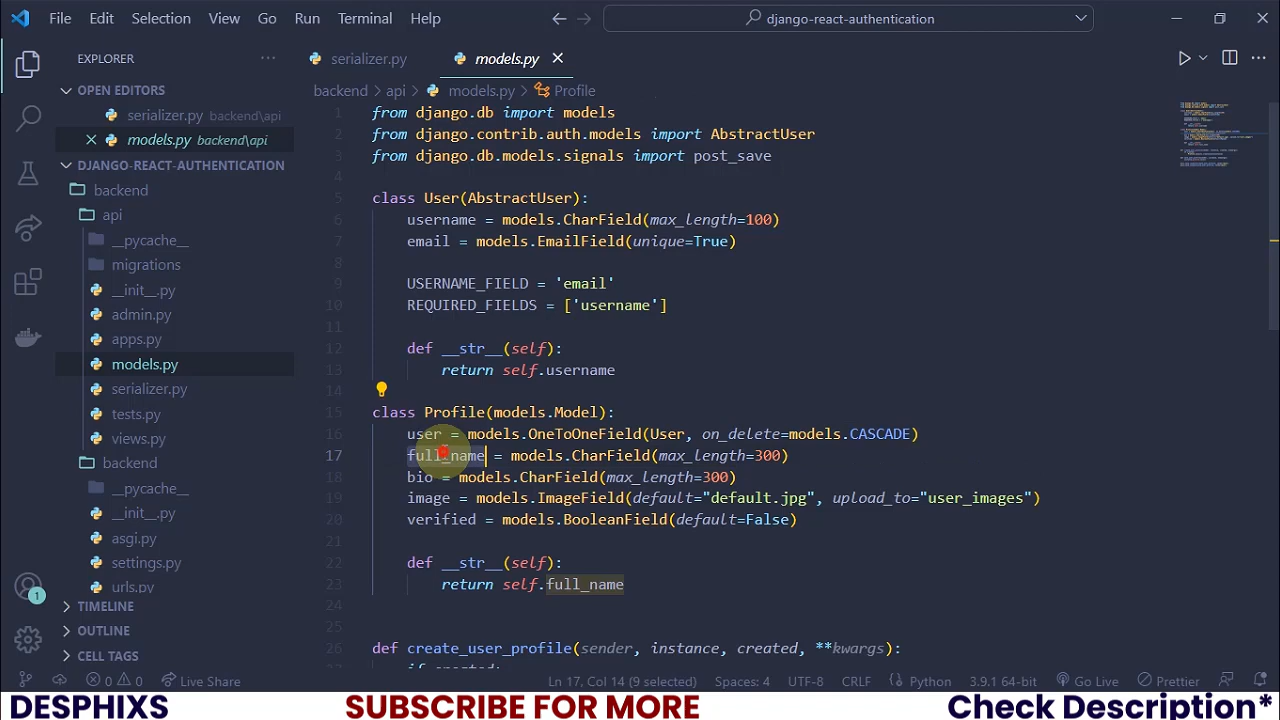 File Edit Selection View Go Run Terminal Help
django-react-authentication
EXPLORER
OPEN EDITORS
serializer.py backend\api
models.py backend\api
DJANGO-REACT-AUTHENTICATION
backend
api
__pycache__
migrations
__init__.py
admin.py
apps.py
models.py
serializer.py
tests.py
views.py
backend
__pycache__
__init__.py
asgi.py
settings.py
urls.py
TIMELINE
OUTLINE
CELL TAGS
serializer.py models.py
backend > api > models.py > Profile
1 from django.db import models
2 from django.contrib.auth.models import AbstractUser
3 from django.db.models.signals import post_save
4
5 class User(AbstractUser):
6 username = models.CharField(max_length=100)
7 email = models.EmailField(unique=True)
8
9 USERNAME_FIELD = 'email'
10 REQUIRED_FIELDS = ['username']
11
12 def __str__(self):
13 return self.username
14
15 class Profile(models.Model):
16 user = models.OneToOneField(User, on_delete=models.CASCADE)
17 full_name = models.CharField(max_length=300)
18 bio = models.CharField(max_length=300)
19 image = models.ImageField(default="default.jpg", upload_to="user_images")
20 verified = models.BooleanField(default=False)
21
22 def __str__(self):
23 return self.full_name
24
25
26 def create_user_profile(sender, instance, created, **kwargs):
if created:
1
0 0 Live Share Ln 17, Col 14 (9 selected) Spaces: 4 UTF-8 CRLF Python 3.9.1 64-bit Go Live Prettier
DESPHIXS SUBSCRIBE FOR MORE Check Description*